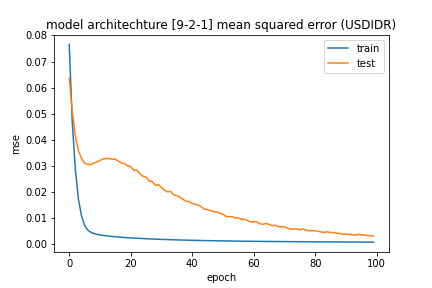 model architechture [9-2-1] mean squared error (USDIDR)
train
test
mse
0.08
0.07
0.06
0.05
0.04
0.03
0.02
0.01
0.00
0 20 40 60 80 100
epoch